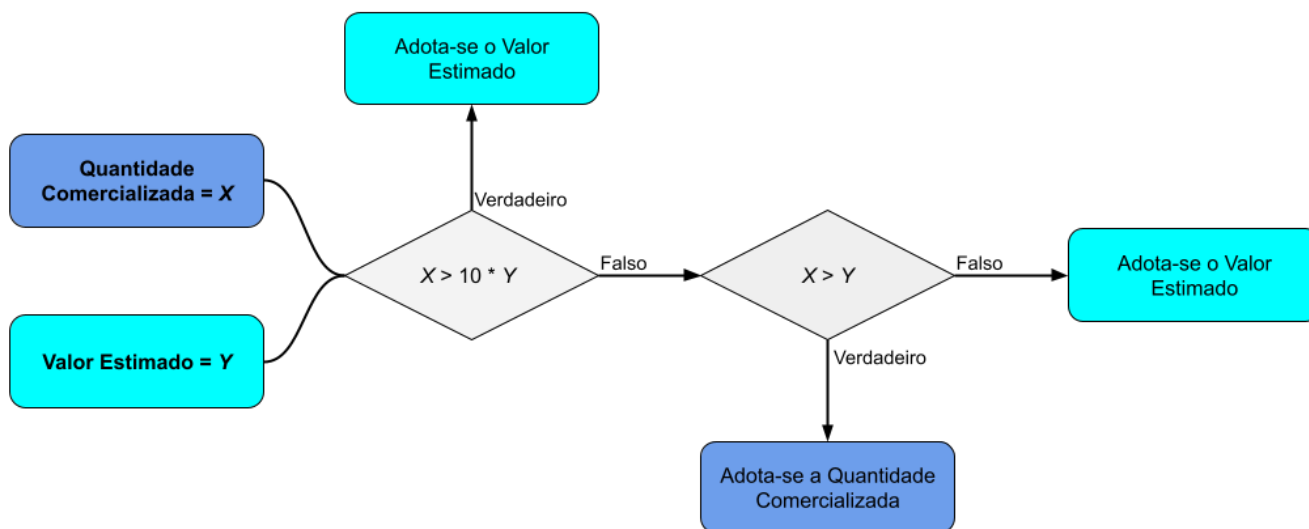 Adota-se o Valor
Estimado
Quantidade
Comercializada = X
Verdadeiro
X > 10 * Y
Falso
X > Y
Falso
Adota-se o Valor
Estimado
Valor Estimado = Y
Verdadeiro
Adota-se a Quantidade
Comercializada